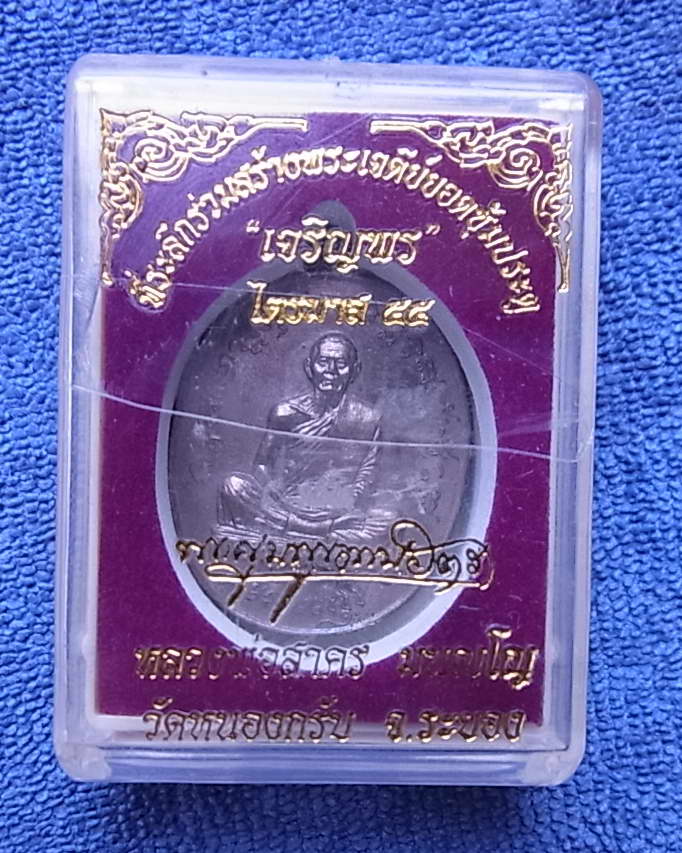 ที่ระลึกร่วมสร้างพระเจดีย์ยอดซุ้มประตู
"เจริญพร"
ไตรมาส ๕๕
หลวงพ่อสาคร มนุญโญ
วัดหนองกรับ จ.ระยอง